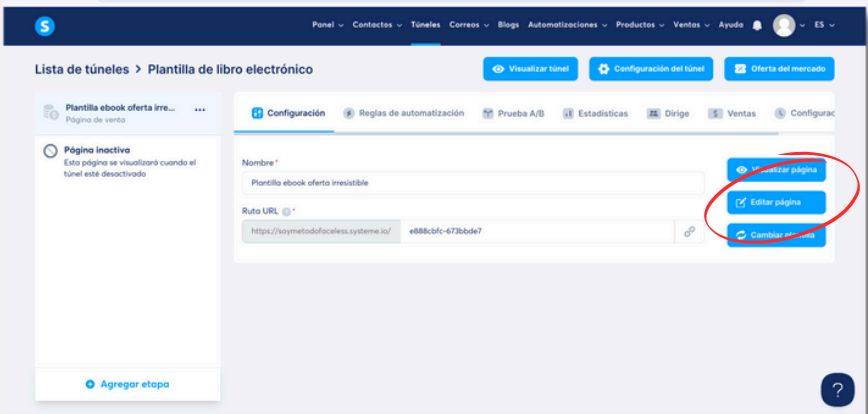 S
Panel Contactos Túneles Correos Blogs Automatizaciones Productos Ventas Ayuda ES
Lista de túneles > Plantilla de libro electrónico
Visualizar túnel
Configuración del túnel
Oferta del mercado
Plantilla ebook oferta irre... •••
Página de venta
Página inactiva
Esta página se visualizará cuando el
túnel esté desactivado
Agregar etapa
Configuración Reglas de automatización Prueba A/B Estadísticas Dirige Ventas Configurac
Nombre *
Plantilla ebook oferta irresistible
Ruta URL ? *
https://soymetodofaceless.systeme.io/ e888cbfc-673bbde7
Visualizar página
Editar página
Cambiar plantilla
?